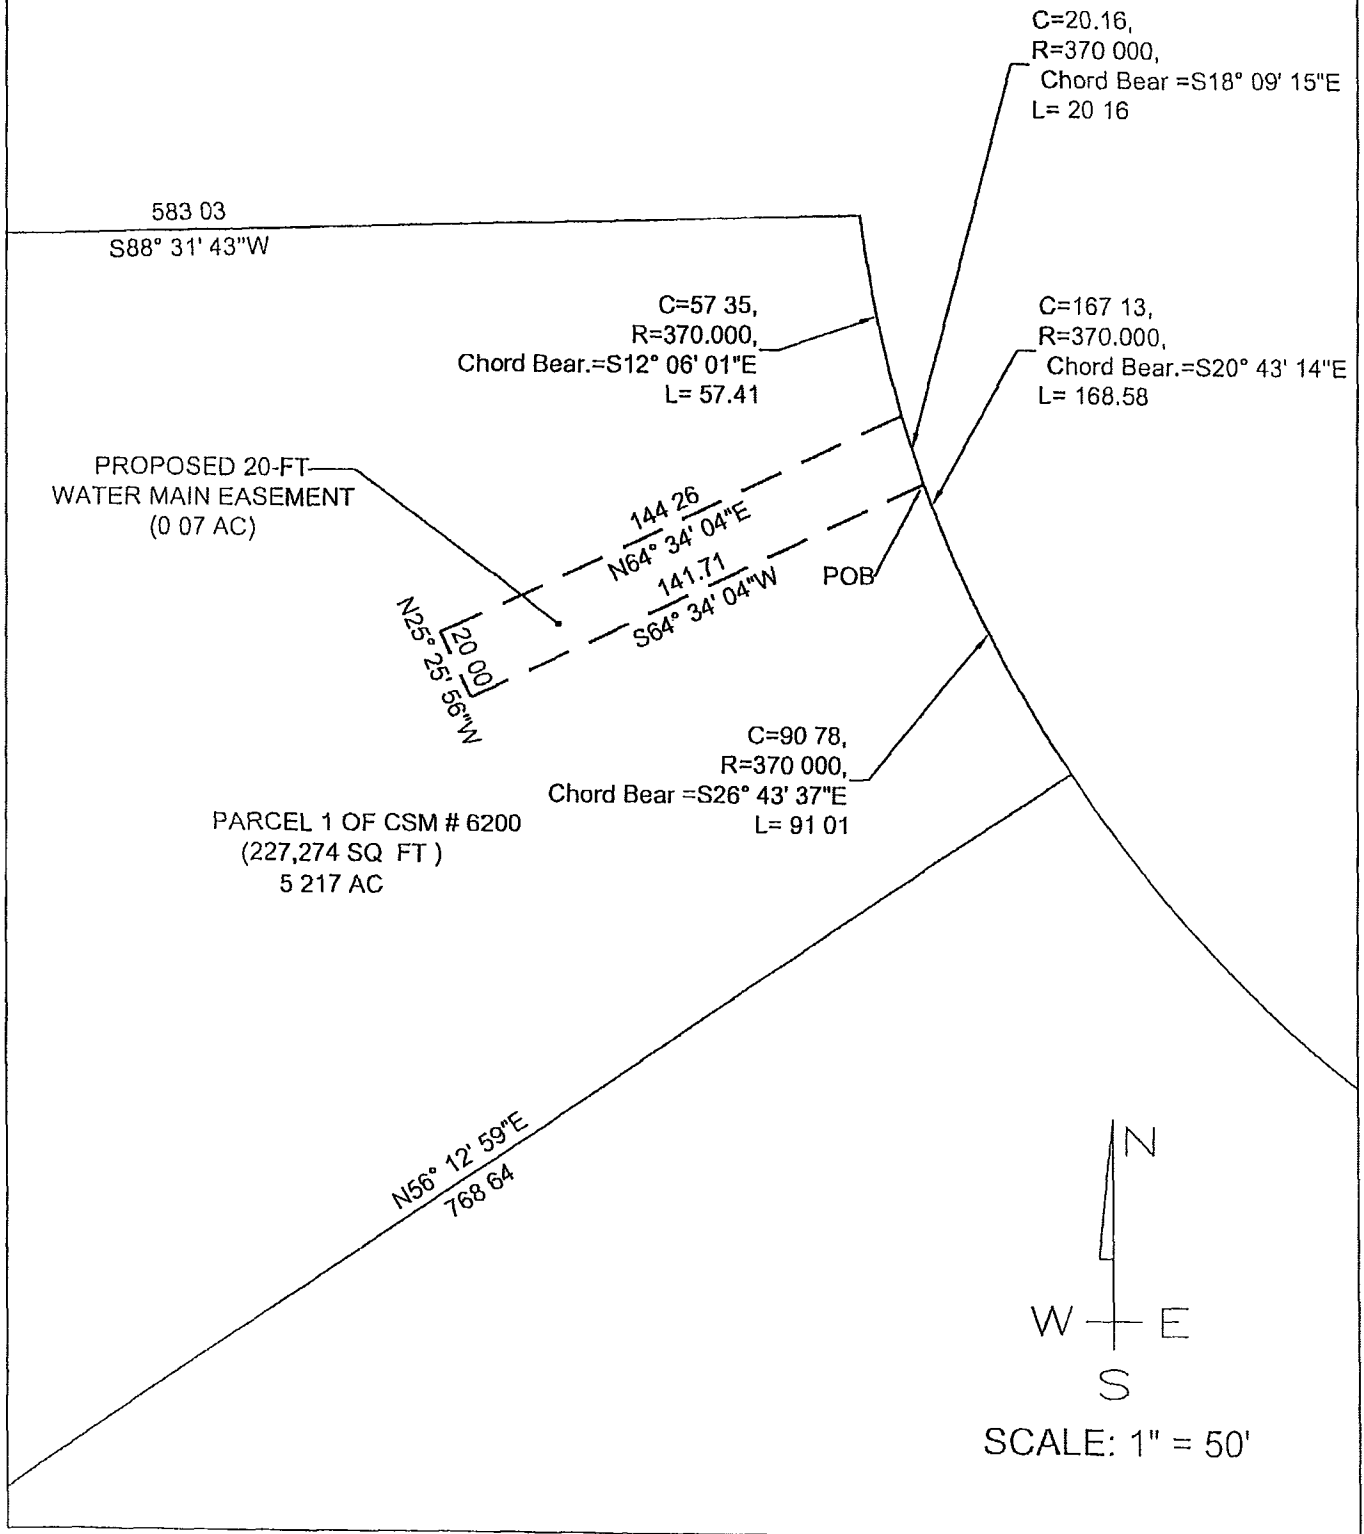 C=20.16,
R=370 000,
Chord Bear =S18° 09' 15"E
L= 20 16
583 03
S88° 31' 43"W
C=57 35,
R=370.000,
Chord Bear.=S12° 06' 01"E
L= 57.41
C=167 13,
R=370.000,
Chord Bear.=S20° 43' 14"E
L= 168.58
PROPOSED 20-FT
WATER MAIN EASEMENT
(0 07 AC)
144 26
N64° 34' 04"E
141.71
S64° 34' 04"W
POB
N25° 25' 56"W
20 00
C=90 78,
R=370 000,
Chord Bear =S26° 43' 37"E
L= 91 01
PARCEL 1 OF CSM # 6200
(227,274 SQ FT )
5 217 AC
N56° 12' 59"E
768 64
N
W E
S
SCALE: 1" = 50'